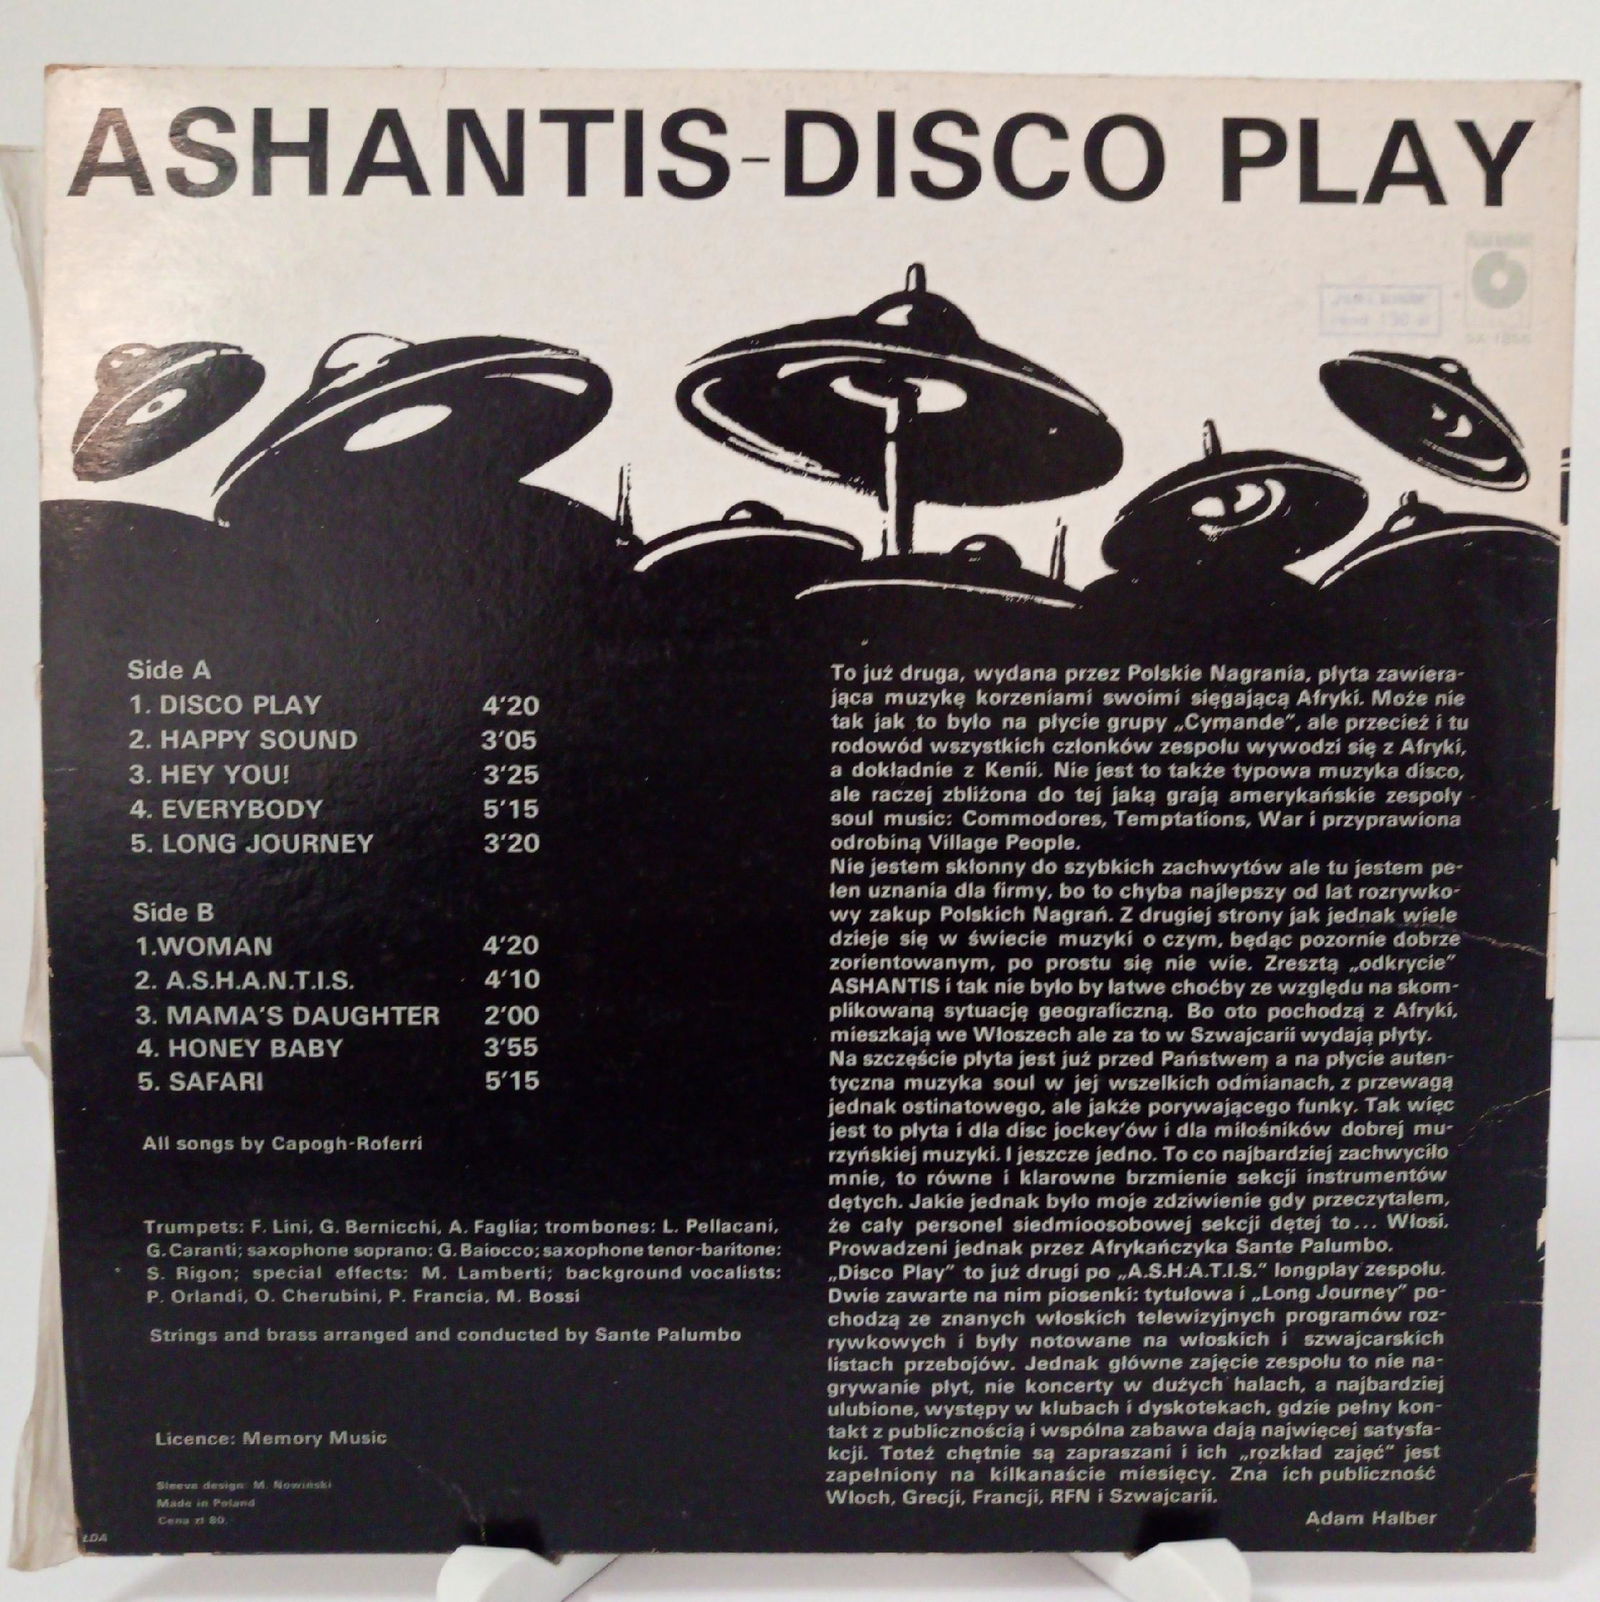 ASHANTIS-DISCO PLAY
Side A
1. DISCO PLAY 4'20
2. HAPPY SOUND 3'05
3. HEY YOU! 3'25
4. EVERYBODY 5'15
5. LONG JOURNEY 3'20
Side B
1.WOMAN 4'20
2. A.S.H.A.N.T.I.S. 4'10
3. MAMA'S DAUGHTER 2'00
4. HONEY BABY 3'55
5. SAFARI 5'15
All songs by Capogh-Roferri
Trumpets: F. Lini, G. Bernicchi, A. Faglia; trombones: L. Pellacani,
G. Caranti; saxophone soprano: G. Baiocco; saxophone tenor-baritone:
S. Rigon; special effects: M. Lamberti; background vocalists:
P. Orlandi, O. Cherubini, P. Francia, M. Bossi
Strings and brass arranged and conducted by Sante Palumbo
Licence: Memory Music
Sleeve design: M. Nowiński
Made in Poland
Cena zł 80,-
LDA
To już druga, wydana przez Polskie Nagrania, płyta zawiera-
jąca muzykę korzeniami swoimi sięgającą Afryki. Może nie
tak jak to było na płycie grupy „Cymande”, ale przecież i tu
rodowód wszystkich członków zespołu wywodzi się z Afryki,
a dokładnie z Kenii. Nie jest to także typowa muzyka disco,
ale raczej zbliżona do tej jaką grają amerykańskie zespoły
soul music: Commodores, Temptations, War i przyprawiona
odrobiną Village People.
Nie jestem skłonny do szybkich zachwytów ale tu jestem pe-
łen uznania dla firmy, bo to chyba najlepszy od lat rozrywko-
wy zakup Polskich Nagrań. Z drugiej strony jak jednak wiele
dzieje się w świecie muzyki o czym, będąc pozornie dobrze
zorientowanym, po prostu się nie wie. Zresztą „odkrycie”
ASHANTIS i tak nie było by łatwe choćby ze względu na skom-
plikowaną sytuację geograficzną. Bo oto pochodzą z Afryki,
mieszkają we Włoszech ale za to w Szwajcarii wydają płyty.
Na szczęście płyta jest już przed Państwem a na płycie auten-
tyczna muzyka soul w jej wszelkich odmianach, z przewagą
jednak ostinatowego, ale jakże porywającego funky. Tak więc
jest to płyta i dla disc jockey'ów i dla miłośników dobrej mu-
rzyńskiej muzyki. I jeszcze jedno. To co najbardziej zachwyciło
mnie, to równe i klarowne brzmienie sekcji instrumentów
dętych. Jakie jednak było moje zdziwienie gdy przeczytałem,
że cały personel siedmioosobowej sekcji dętej to... Włosi.
Prowadzeni jednak przez Afrykańczyka Sante Palumbo.
„Disco Play” to już drugi po „A.S.H.A.T.I.S.” longplay zespołu.
Dwie zawarte na nim piosenki: tytułowa i „Long Journey” po-
chodzą ze znanych włoskich telewizyjnych programów roz-
rywkowych i były notowane na włoskich i szwajcarskich
listach przebojów. Jednak główne zajęcie zespołu to nie na-
grywanie płyt, nie koncerty w dużych halach, a najbardziej
ulubione, występy w klubach i dyskotekach, gdzie pełny kon-
takt z publicznością i wspólna zabawa dają najwięcej satysfa-
kcji. Toteż chętnie są zapraszani i ich „rozkład zajęć” jest
zapełniony na kilkanaście miesięcy. Zna ich publiczność
Włoch, Grecji, Francji, RFN i Szwajcarii.
Adam Halber